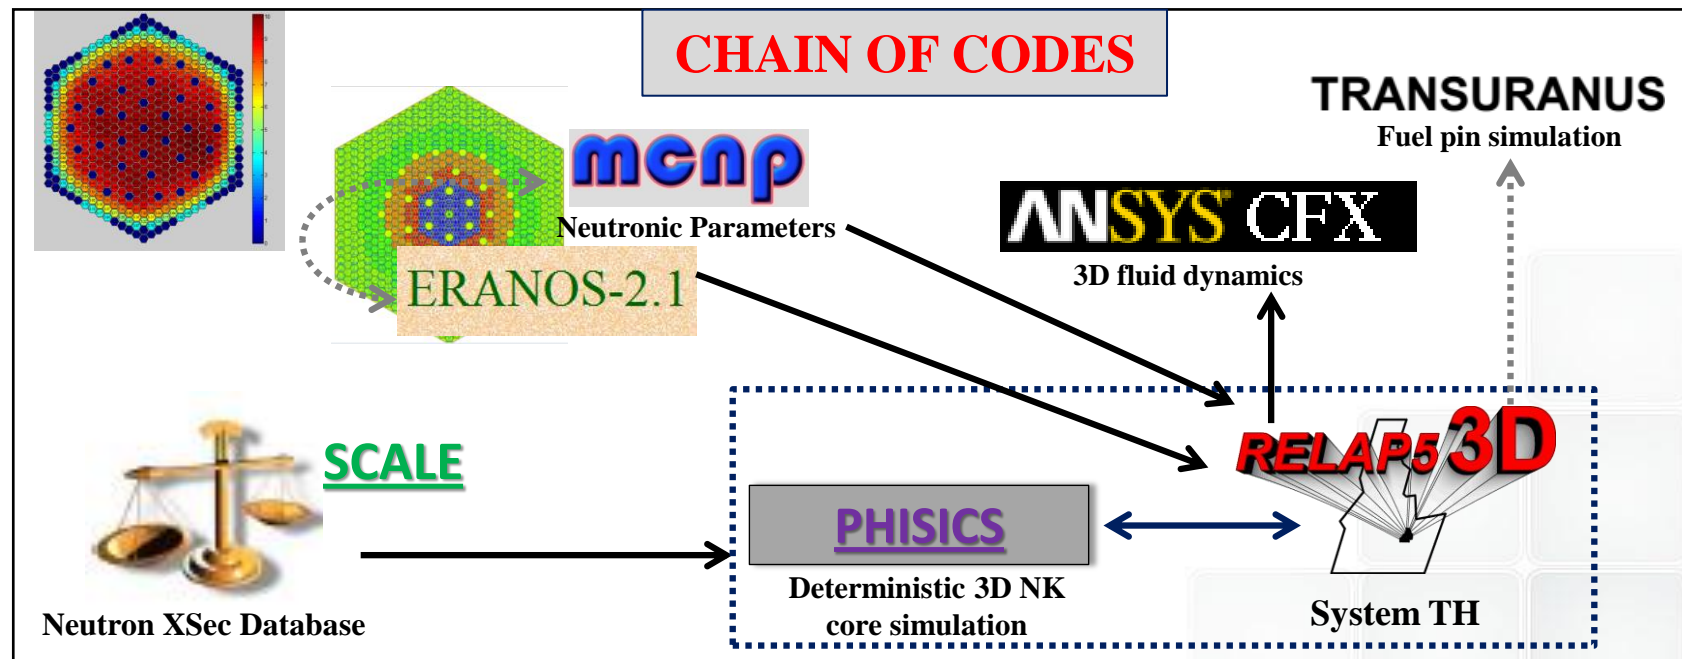 CHAIN OF CODES
TRANSURANUS
Fuel pin simulation
mcnp
Neutronic Parameters
ANSYS CFX
3D fluid dynamics
ERANOS-2.1
SCALE
Neutron XSec Database
PHISICS
Deterministic 3D NK
core simulation
RELAP5 3D
System TH